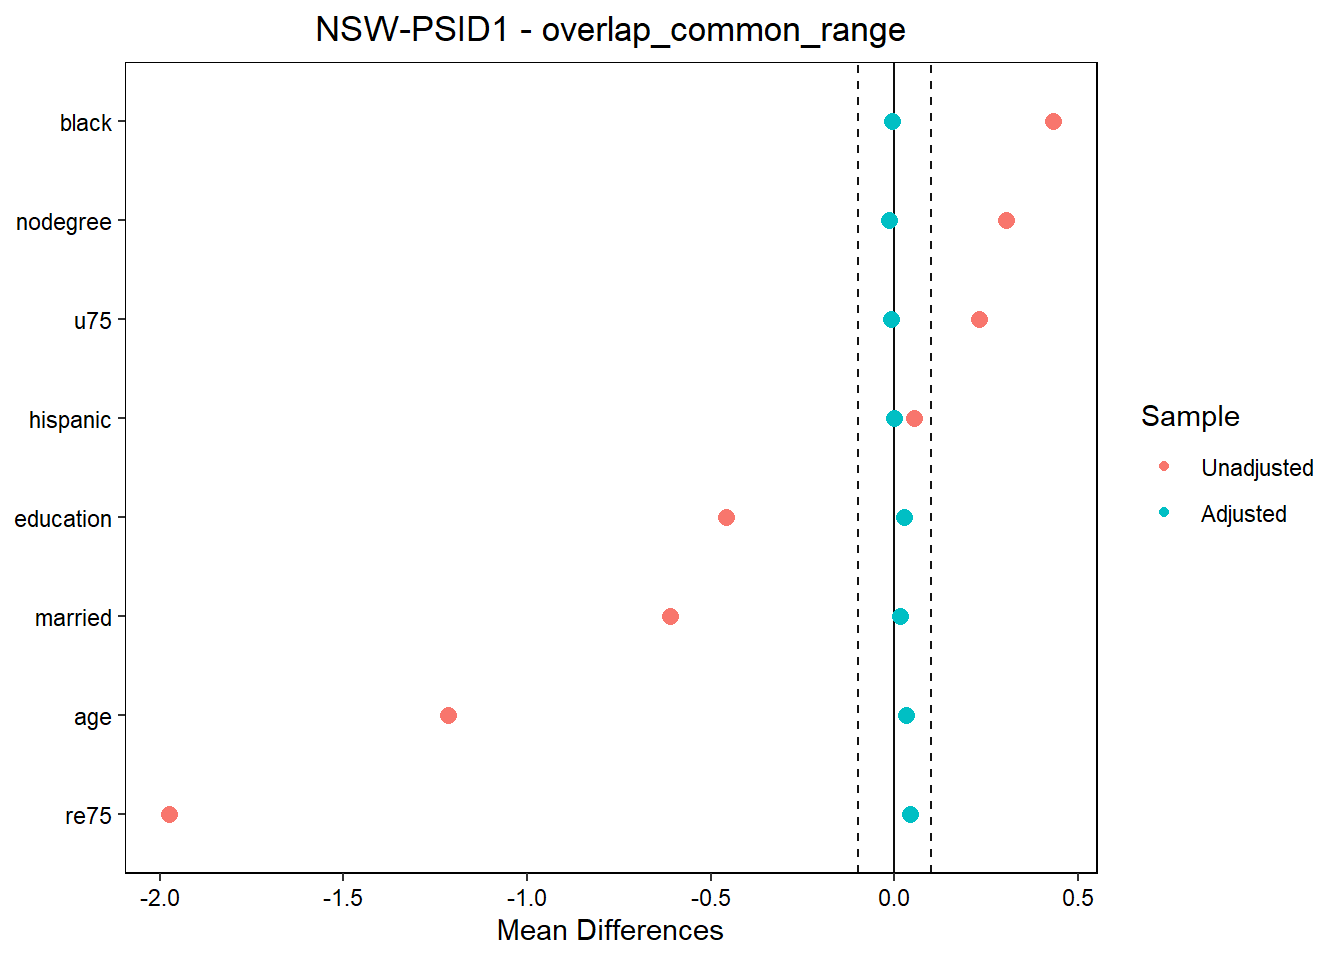 NSW-PSID1 - overlap_common_range
black
nodegree
u75
hispanic
education
married
age
re75
-2.0 -1.5 -1.0 -0.5 0.0 0.5
Mean Differences
Sample
Unadjusted
Adjusted